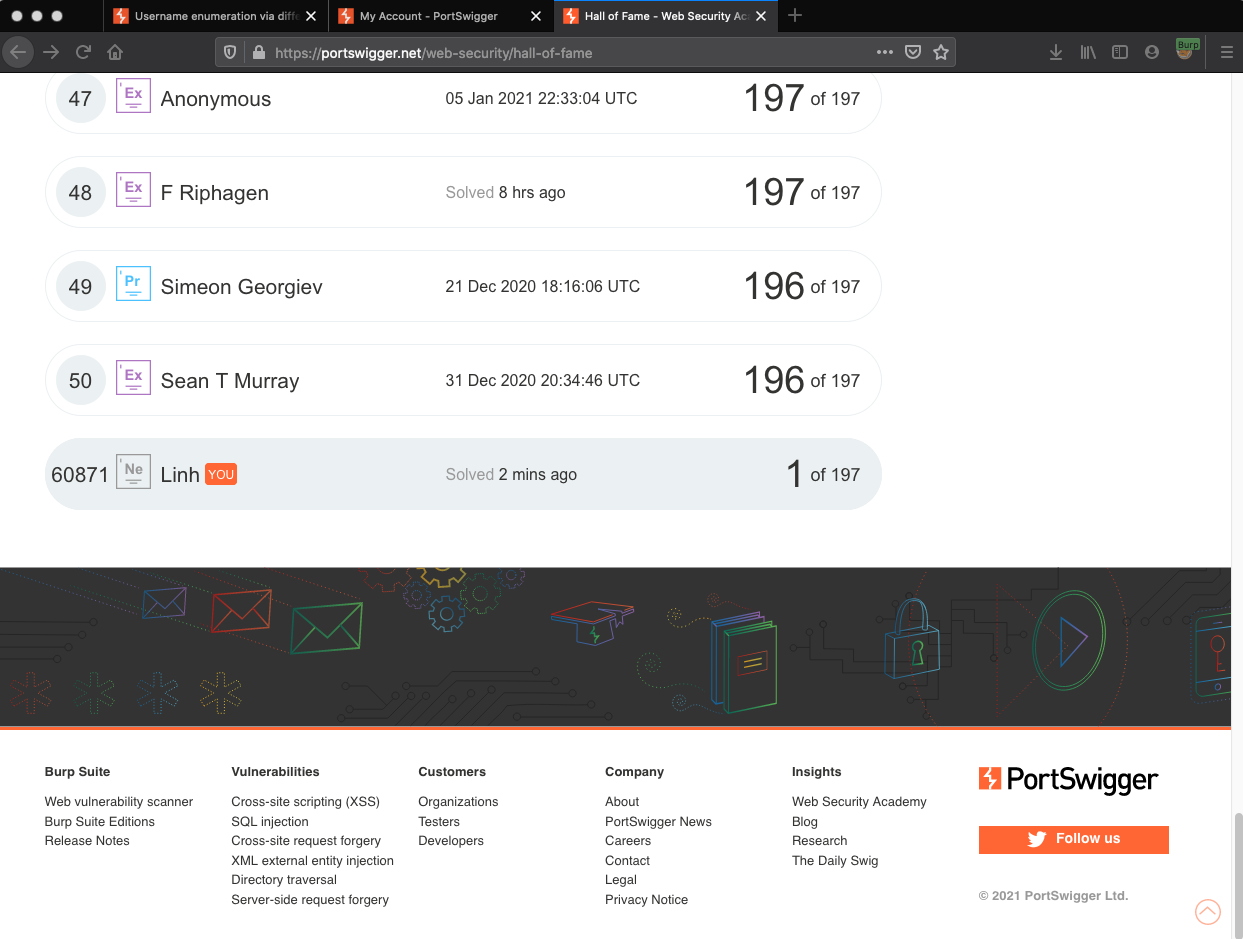 Username enumeration via diffe
My Account - PortSwigger
Hall of Fame - Web Security Aca
https://portswigger.net/web-security/hall-of-fame
Burp
47 Ex Anonymous 05 Jan 2021 22:33:04 UTC 197 of 197
48 Ex F Riphagen Solved 8 hrs ago 197 of 197
49 Pr Simeon Georgiev 21 Dec 2020 18:16:06 UTC 196 of 197
50 Ex Sean T Murray 31 Dec 2020 20:34:46 UTC 196 of 197
60871 Ne Linh YOU Solved 2 mins ago 1 of 197
Burp Suite
Web vulnerability scanner
Burp Suite Editions
Release Notes
Vulnerabilities
Cross-site scripting (XSS)
SQL injection
Cross-site request forgery
XML external entity injection
Directory traversal
Server-side request forgery
Customers
Organizations
Testers
Developers
Company
About
PortSwigger News
Careers
Contact
Legal
Privacy Notice
Insights
Web Security Academy
Blog
Research
The Daily Swig
PortSwigger
Follow us
© 2021 PortSwigger Ltd.